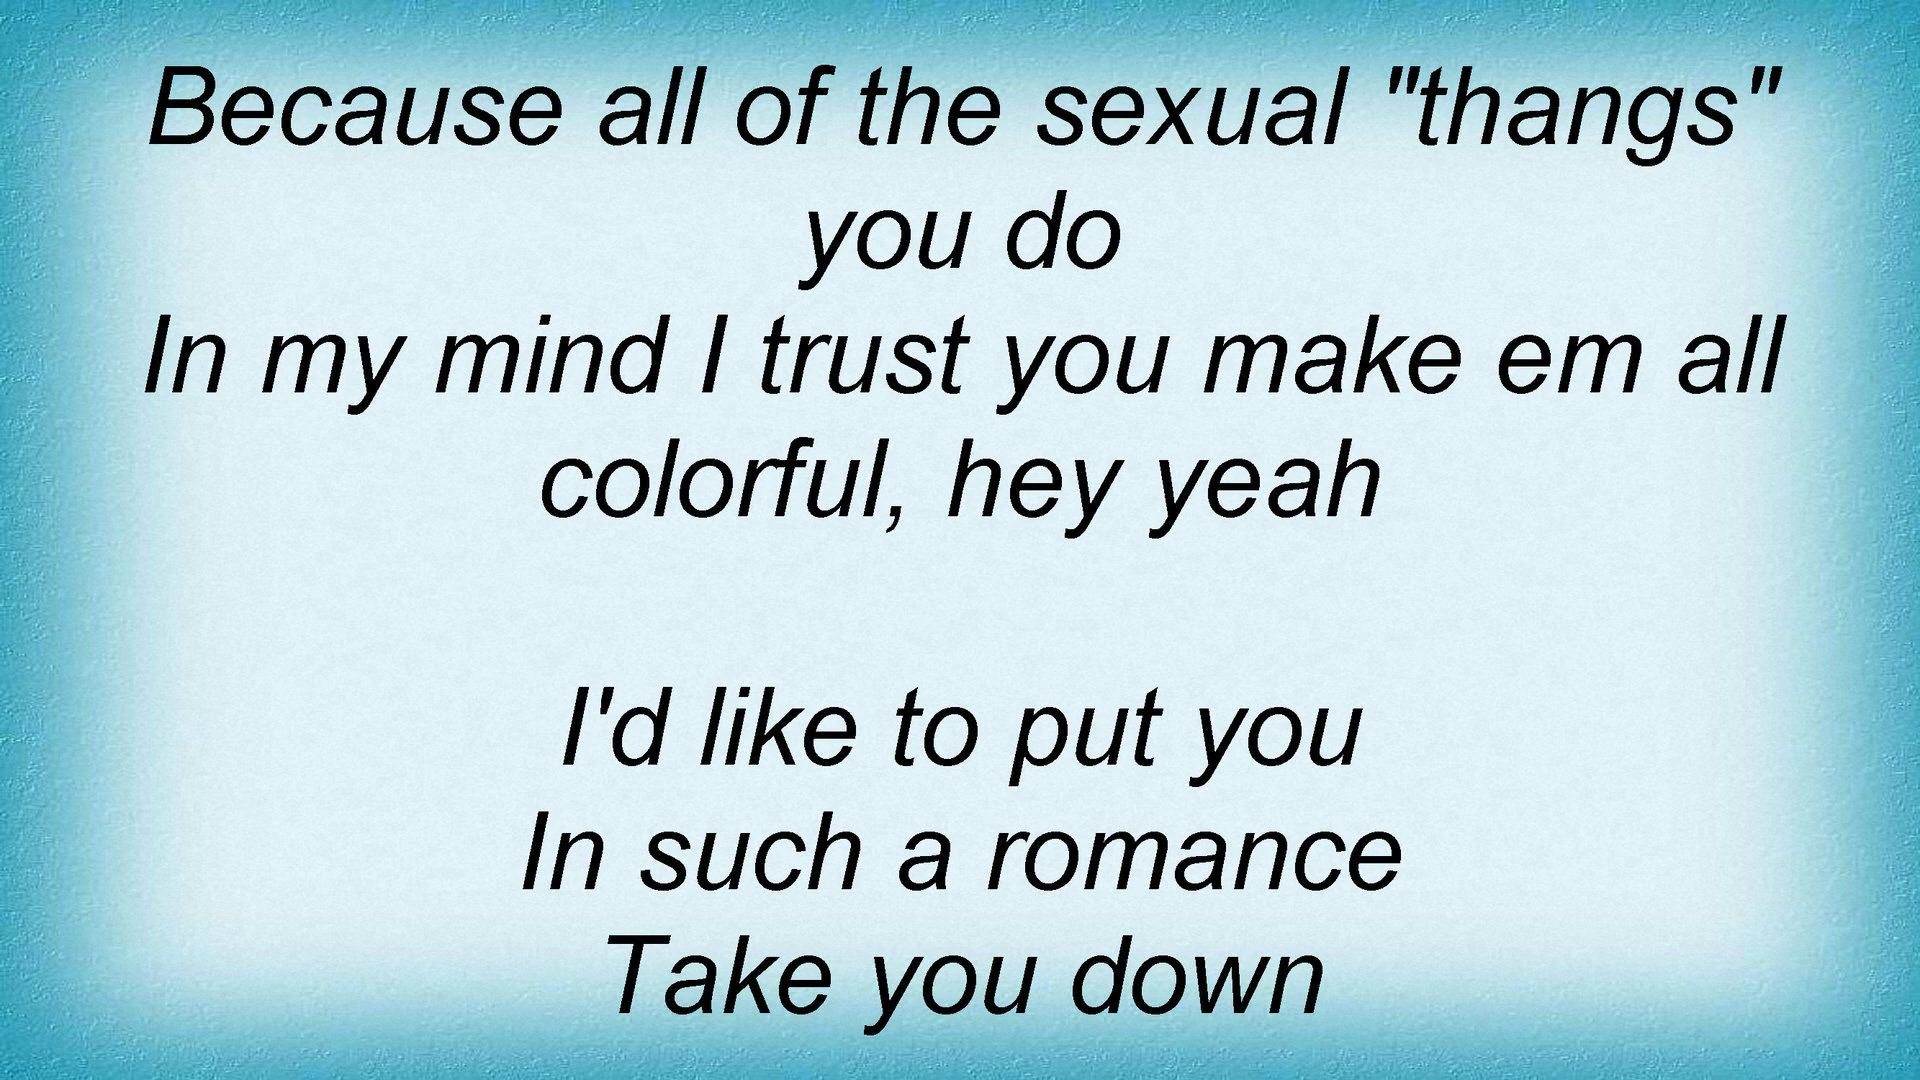 Because all of the sexual "thangs"
you do
In my mind I trust you make em all
colorful, hey yeah
I'd like to put you
In such a romance
Take you down